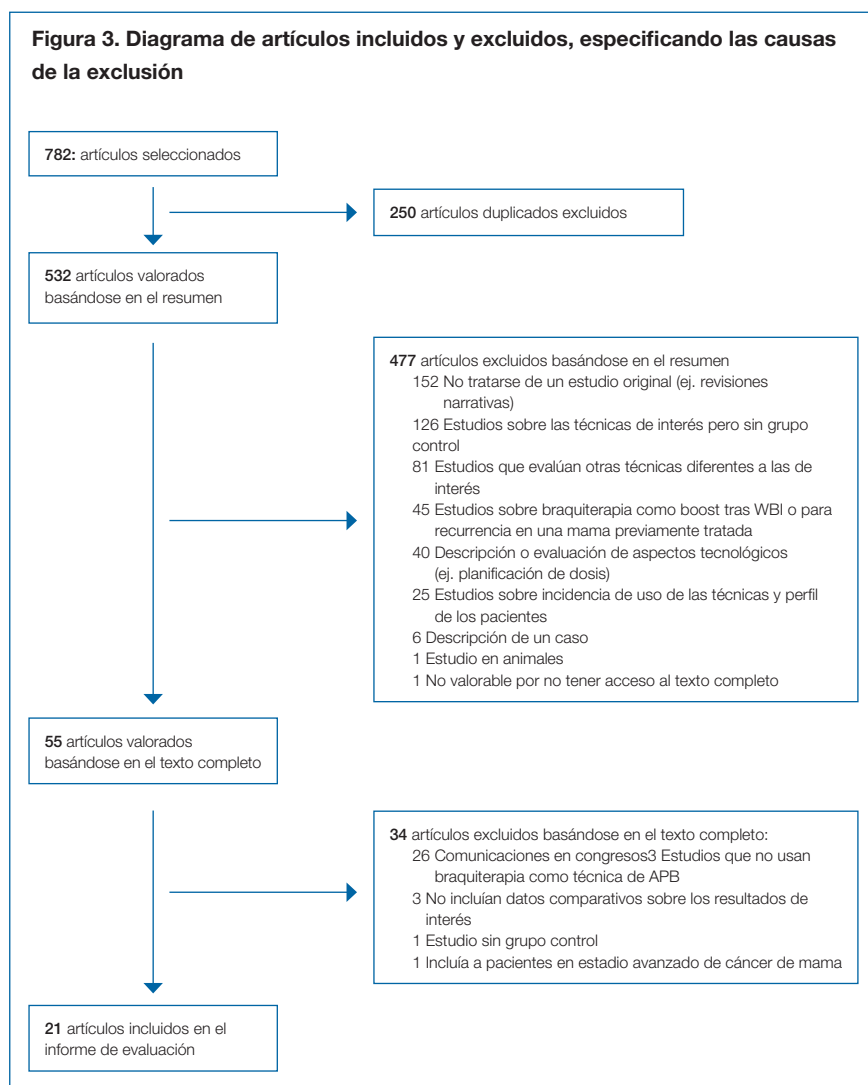 Figura 3. Diagrama de artículos incluidos y excluidos, especificando las causas
de la exclusión
782: artículos seleccionados
250 artículos duplicados excluidos
532 artículos valorados
basándose en el resumen
477 artículos excluidos basándose en el resumen
152 No tratarse de un estudio original (ej. revisiones
narrativas)
126 Estudios sobre las técnicas de interés pero sin grupo
control
81 Estudios que evalúan otras técnicas diferentes a las de
interés
45 Estudios sobre braquiterapia como boost tras WBI o para
recurrencia en una mama previamente tratada
40 Descripción o evaluación de aspectos tecnológicos
(ej. planificación de dosis)
25 Estudios sobre incidencia de uso de las técnicas y perfil
de los pacientes
6 Descripción de un caso
1 Estudio en animales
1 No valorable por no tener acceso al texto completo
55 artículos valorados
basándose en el texto completo
34 artículos excluidos basándose en el texto completo:
26 Comunicaciones en congresos3 Estudios que no usan
braquiterapia como técnica de APB
3 No incluían datos comparativos sobre los resultados de
interés
1 Estudio sin grupo control
1 Incluía a pacientes en estadio avanzado de cáncer de mama
21 artículos incluidos en el
informe de evaluación